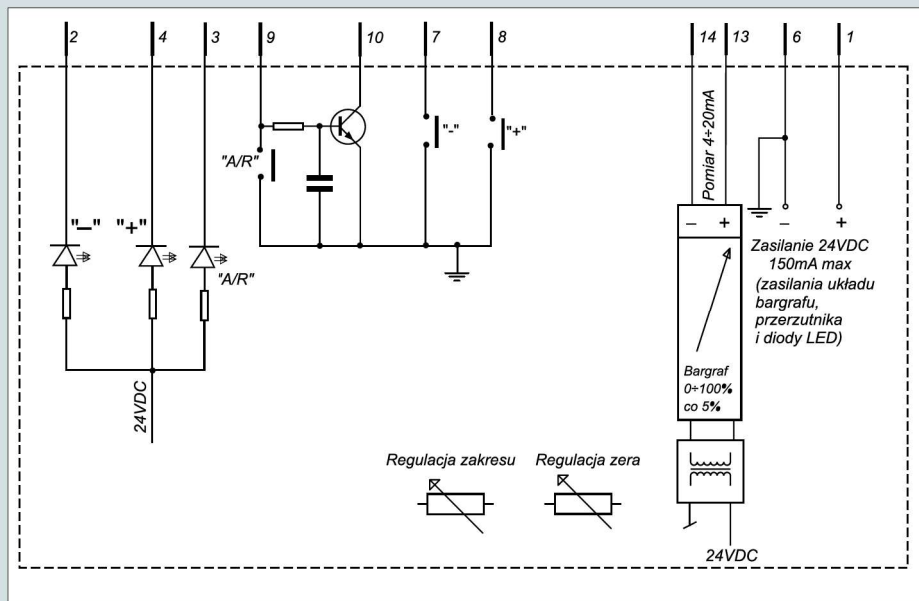 2
4
3
9
10
7
8
14
13
6
1
"A/R"
"-"
"+"
Pomiar 4÷20mA
"–"
"+"
"A/R"
– +
–
+
Zasilanie 24VDC
150mA max
(zasilania układu
bargrafu,
przerzutnika
i diody LED)
24VDC
Bargraf
0÷100%
co 5%
Regulacja zakresu
Regulacja zera
24VDC